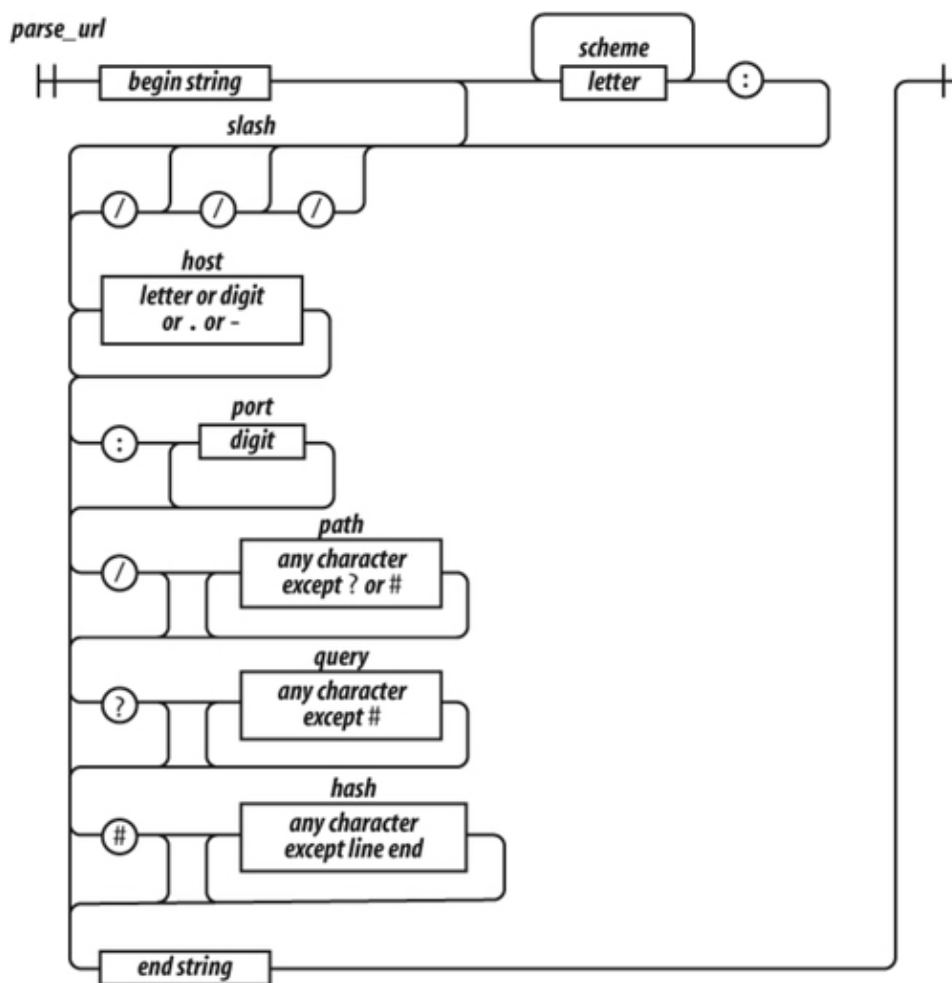 parse_url
scheme
begin string
letter
:
slash
/
/
/
host
letter or digit
or . or -
port
:
digit
path
/
any character
except ? or #
query
?
any character
except #
hash
#
any character
except line end
end string